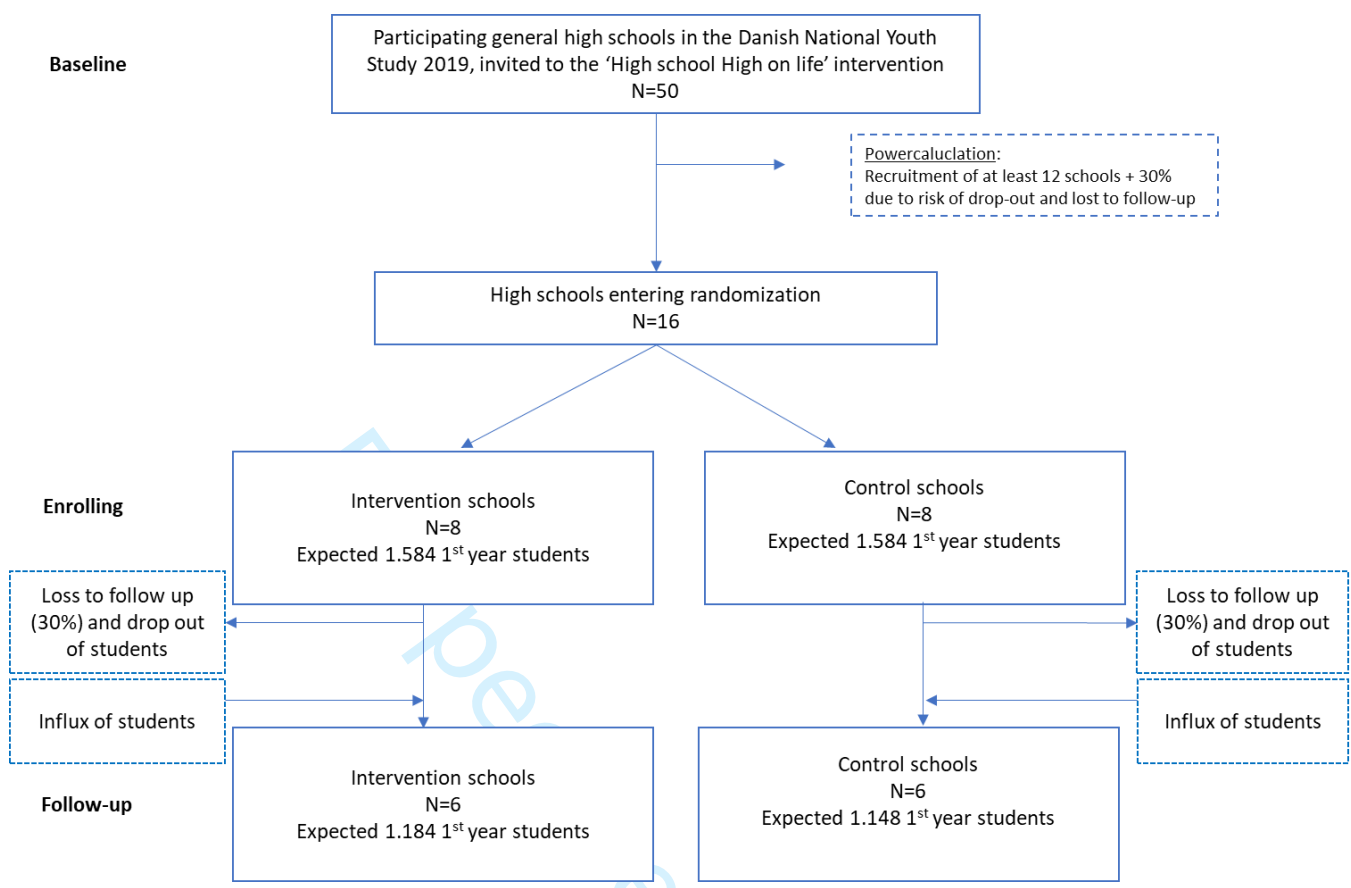 Baseline
Participating general high schools in the Danish National Youth
Study 2019, invited to the ‘High school High on life’ intervention
N=50
Powercaluclation:
Recruitment of at least 12 schools + 30%
due to risk of drop-out and lost to follow-up
High schools entering randomization
N=16
Enrolling
Intervention schools
N=8
Expected 1.584 1st year students
Control schools
N=8
Expected 1.584 1st year students
Loss to follow up
(30%) and drop out
of students
Loss to follow up
(30%) and drop out
of students
Influx of students
Influx of students
Follow-up
Intervention schools
N=6
Expected 1.184 1st year students
Control schools
N=6
Expected 1.148 1st year students